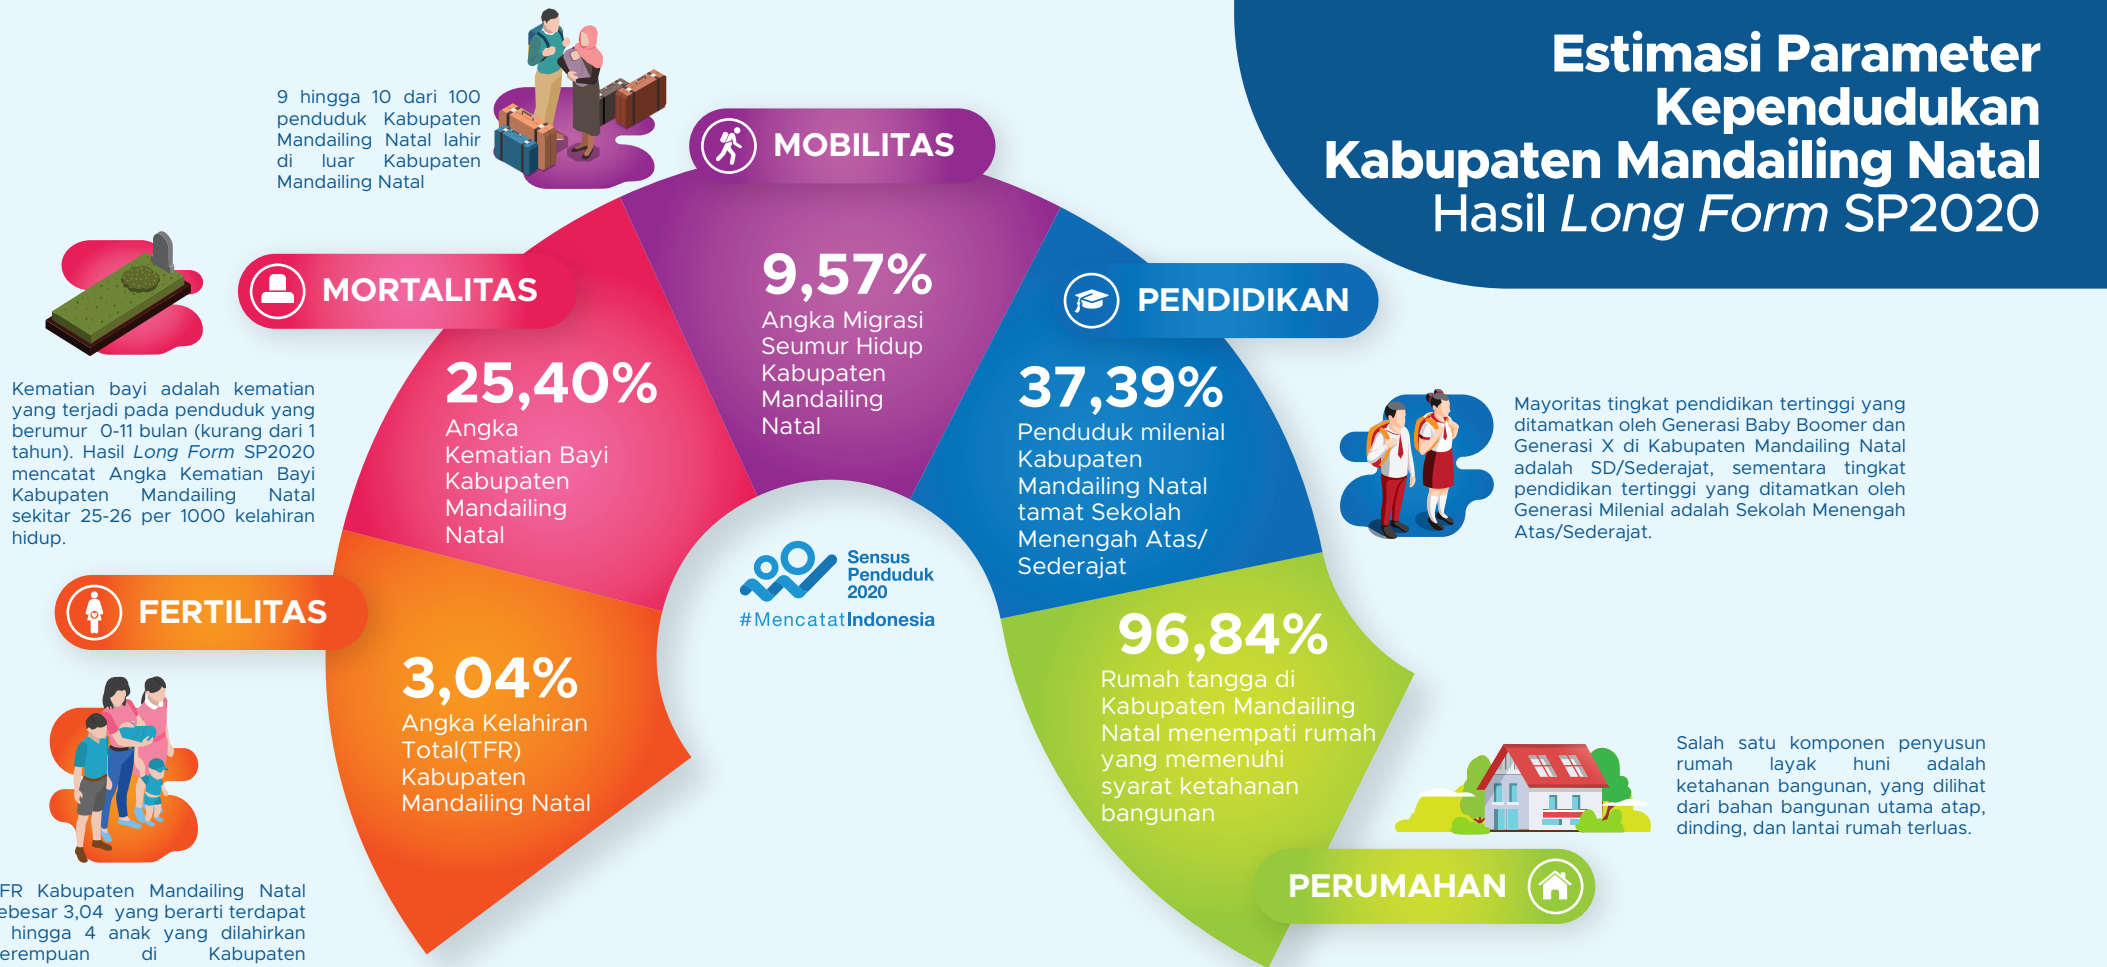 Estimasi Parameter
Kependudukan
Kabupaten Mandailing Natal
Hasil Long Form SP2020
9 hingga 10 dari 100
penduduk Kabupaten
Mandailing Natal lahir
di luar Kabupaten
Mandailing Natal
MOBILITAS
9,57%
Angka Migrasi
Seumur Hidup
Kabupaten
Mandailing
Natal
MORTALITAS
25,40%
Angka
Kematian Bayi
Kabupaten
Mandailing
Natal
Kematian bayi adalah kematian
yang terjadi pada penduduk yang
berumur 0-11 bulan (kurang dari 1
tahun). Hasil Long Form SP2020
mencatat Angka Kematian Bayi
Kabupaten Mandailing Natal
sekitar 25-26 per 1000 kelahiran
hidup.
PENDIDIKAN
37,39%
Penduduk milenial
Kabupaten
Mandailing Natal
tamat Sekolah
Menengah Atas/
Sederajat
Mayoritas tingkat pendidikan tertinggi yang
ditamatkan oleh Generasi Baby Boomer dan
Generasi X di Kabupaten Mandailing Natal
adalah SD/Sederajat, sementara tingkat
pendidikan tertinggi yang ditamatkan oleh
Generasi Milenial adalah Sekolah Menengah
Atas/Sederajat.
Sensus
Penduduk
2020
#MencatatIndonesia
FERTILITAS
3,04%
Angka Kelahiran
Total(TFR)
Kabupaten
Mandailing Natal
FR Kabupaten Mandailing Natal
ebesar 3,04 yang berarti terdapat
hingga 4 anak yang dilahirkan
erempuan di Kabupaten
96,84%
Rumah tangga di
Kabupaten Mandailing
Natal menempati rumah
yang memenuhi
syarat ketahanan
bangunan
Salah satu komponen penyusun
rumah layak huni adalah
ketahanan bangunan, yang dilihat
dari bahan bangunan utama atap,
dinding, dan lantai rumah terluas.
PERUMAHAN